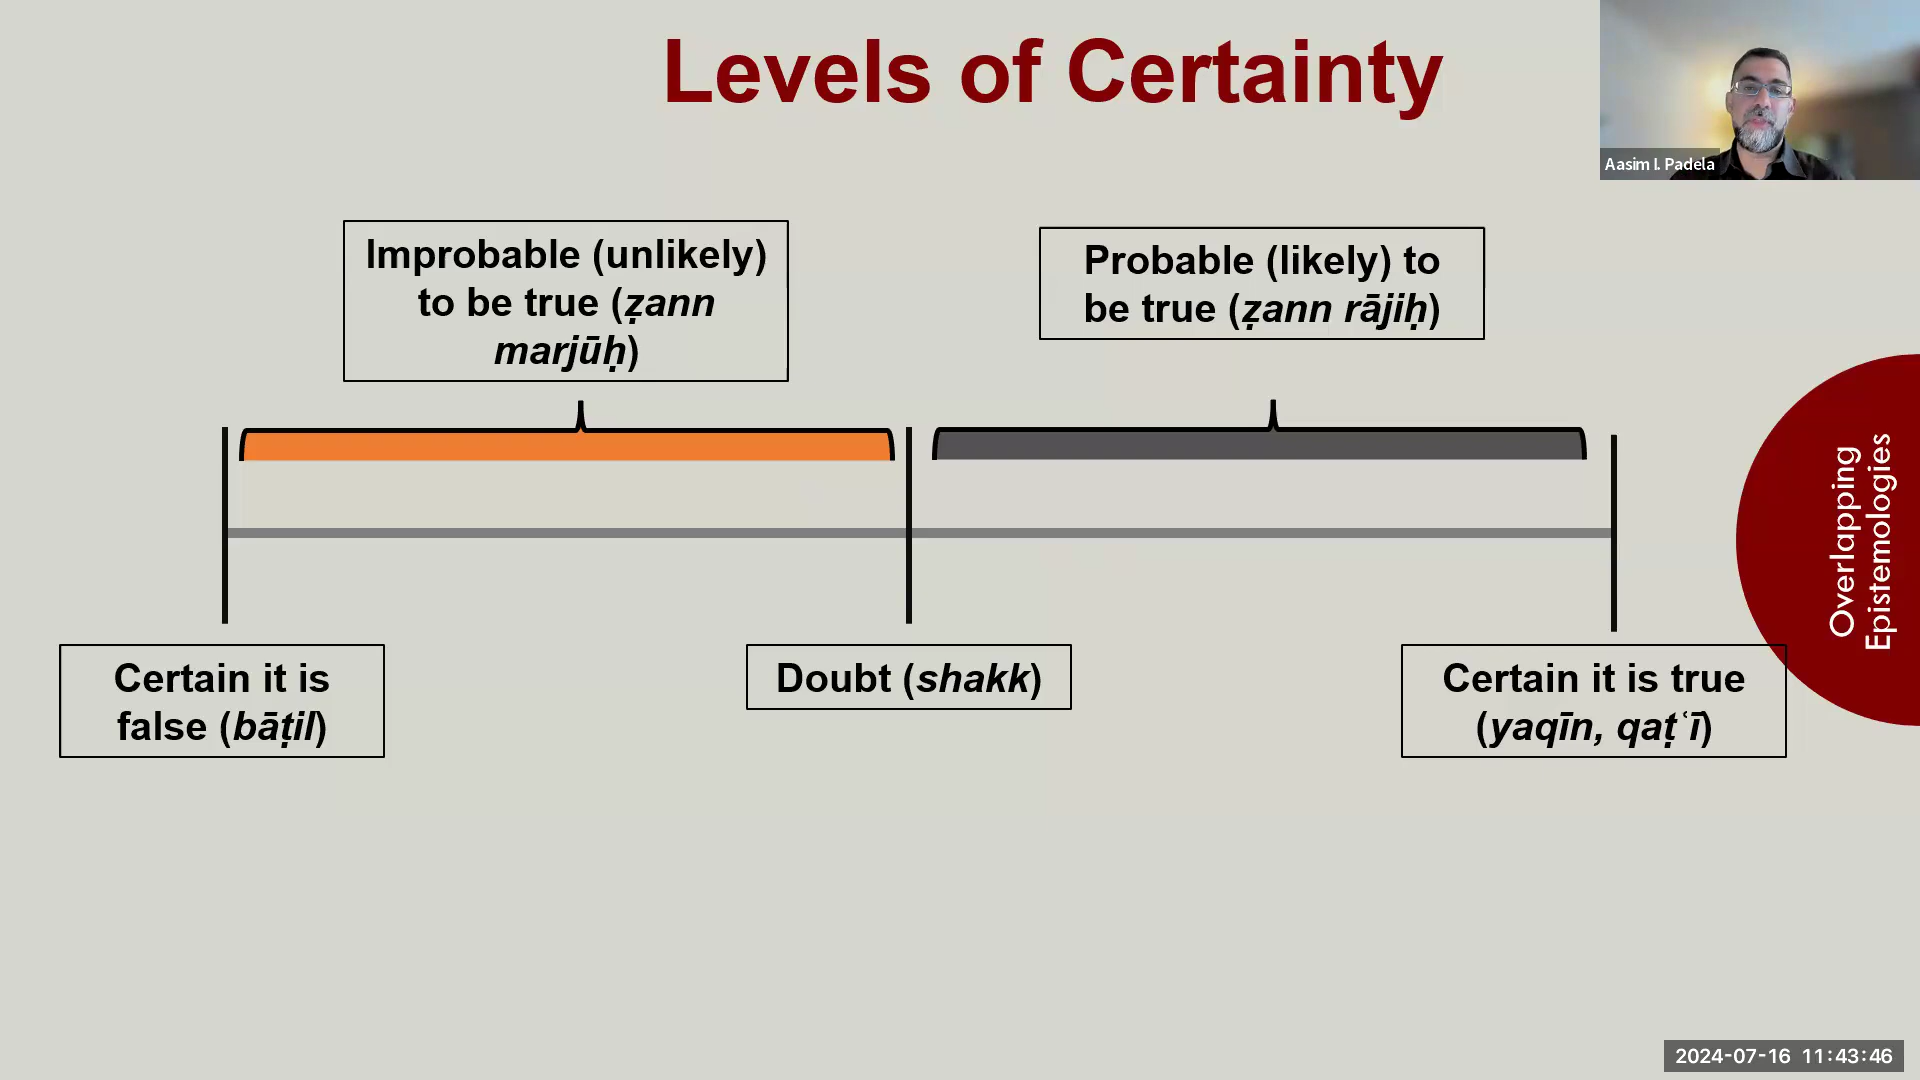 Levels of Certainty
Aasim I. Padela
Improbable (unlikely)
to be true (ẓann
marjūḥ)
Probable (likely) to
be true (ẓann rājiḥ)
Overlapping
Epistemologies
Certain it is
false (bāṭil)
Doubt (shakk)
Certain it is true
(yaqīn, qaṭʿī)
2024-07-16 11:43:46